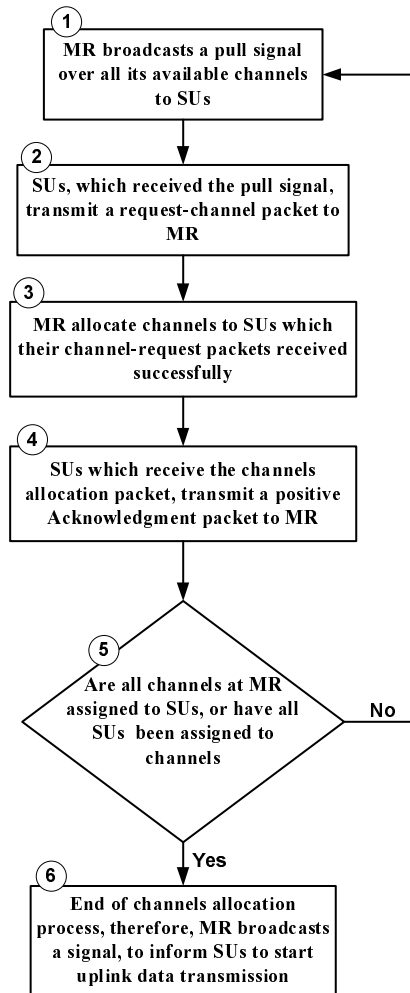 1
MR broadcasts a pull signal
over all its available channels
to SUs
2
SUs, which received the pull signal,
transmit a request-channel packet to
MR
3
MR allocate channels to SUs which
their channel-request packets received
successfully
4
SUs which receive the channels
allocation packet, transmit a positive
Acknowledgment packet to MR
5
Are all channels at MR
assigned to SUs, or have all
SUs been assigned to
channels
No
Yes
6
End of channels allocation
process, therefore, MR broadcasts
a signal, to inform SUs to start
uplink data transmission